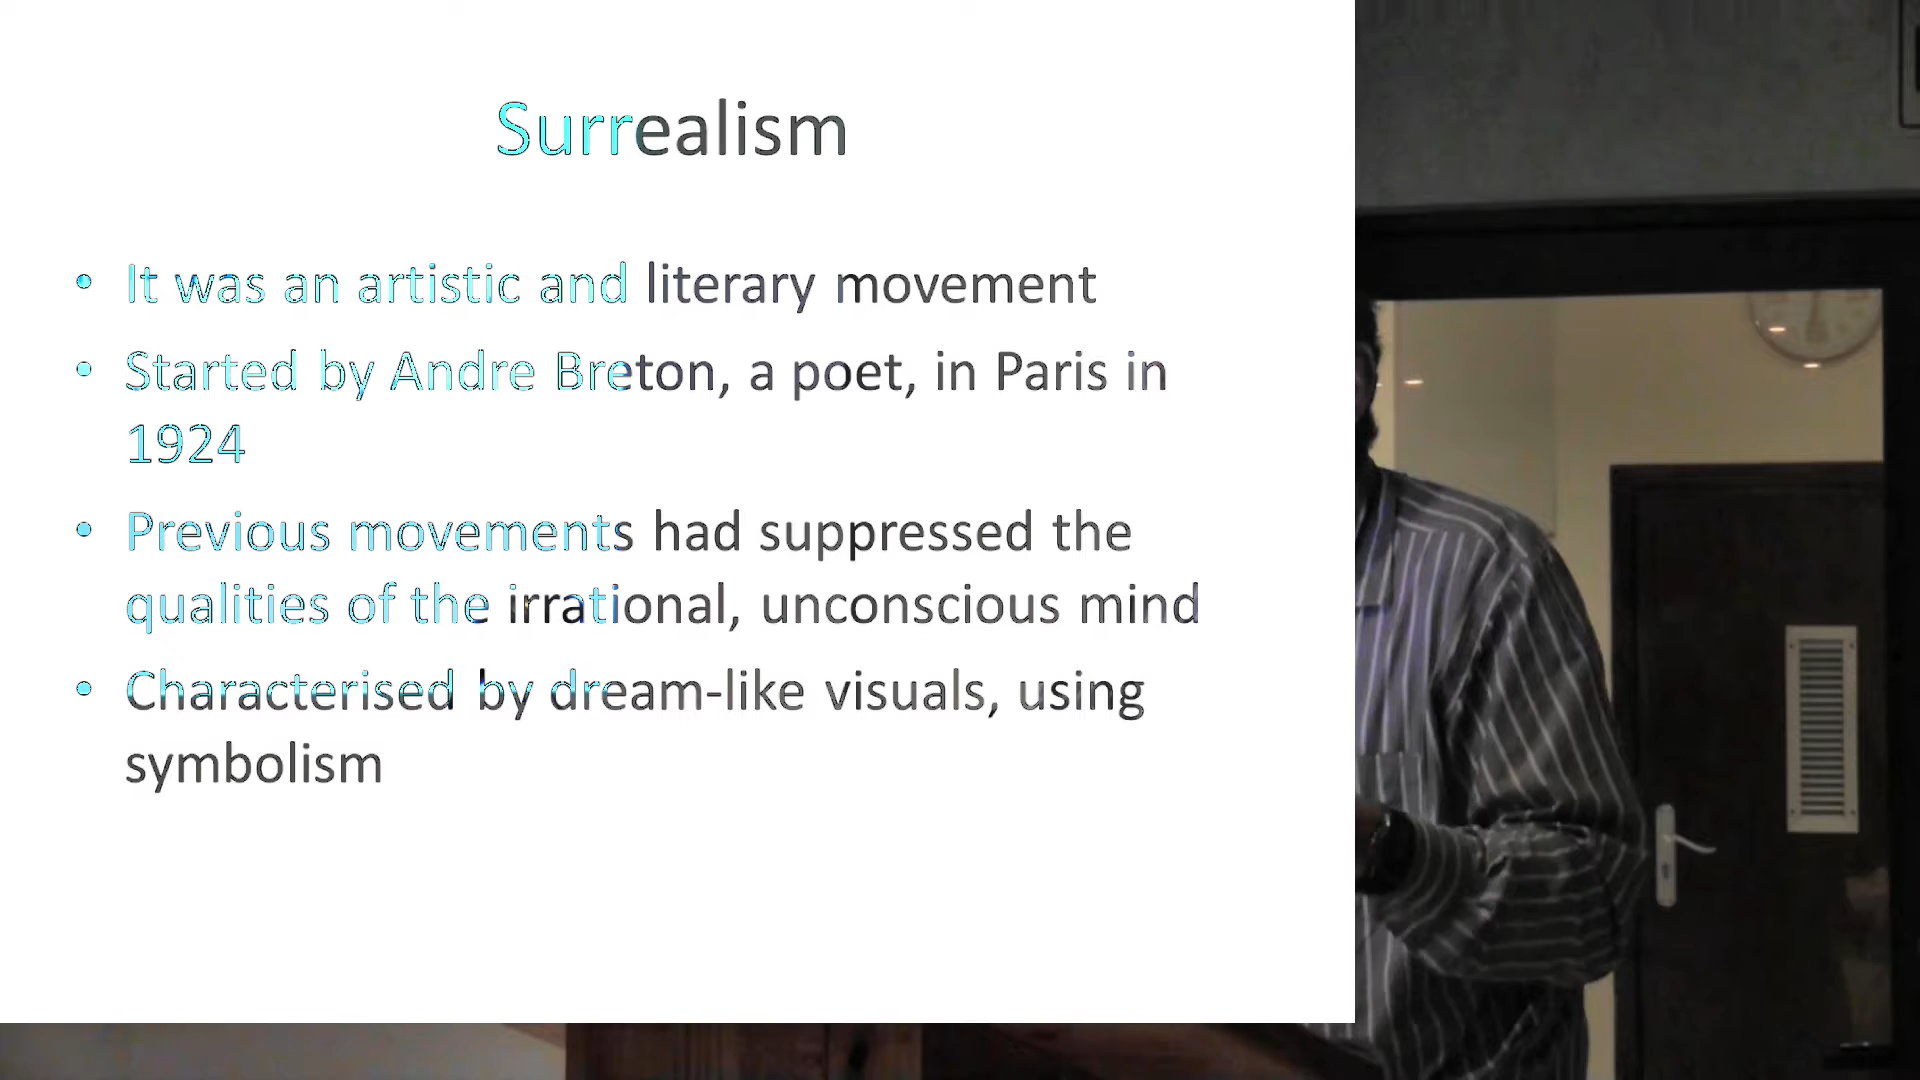 Surrealism
• It was an artistic and literary movement
• Started by Andre Breton, a poet, in Paris in
1924
• Previous movements had suppressed the
qualities of the irrational, unconscious mind
• Characterised by dream-like visuals, using
symbolism